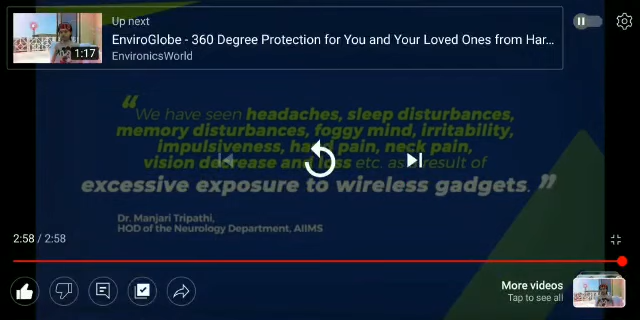 Up next
EnviroGlobe - 360 Degree Protection for You and Your Loved Ones from Har...
EnvironicsWorld
1:17
“We have seen headaches, sleep disturbances,
memory disturbances, foggy mind, irritability,
impulsiveness, hand pain, neck pain,
vision decrease and loss etc. as a result of
excessive exposure to wireless gadgets.”
Dr. Manjari Tripathi,
HOD of the Neurology Department, AIIMS
2:58 / 2:58
More videos
Tap to see all